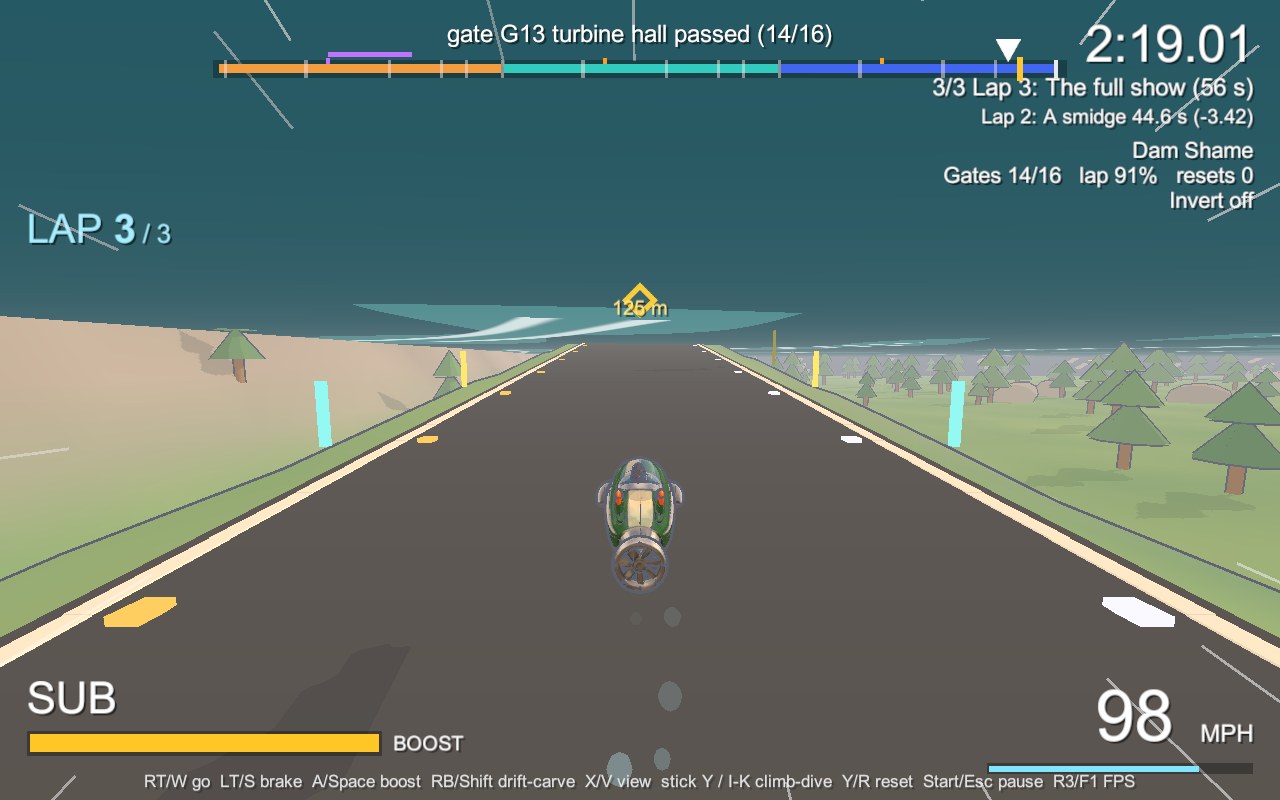 gate G13 turbine hall passed (14/16)
2:19.01
3/3 Lap 3: The full show (56 s)
Lap 2: A smidge 44.6 s (-3.42)
Dam Shame
Gates 14/16 lap 91% resets 0
Invert off
LAP 3 / 3
125 m
SUB
BOOST
98 MPH
RT/W go LT/S brake A/Space boost RB/Shift drift-carve X/V view stick Y / I-K climb-dive Y/R reset Start/Esc pause R3/F1 FPS